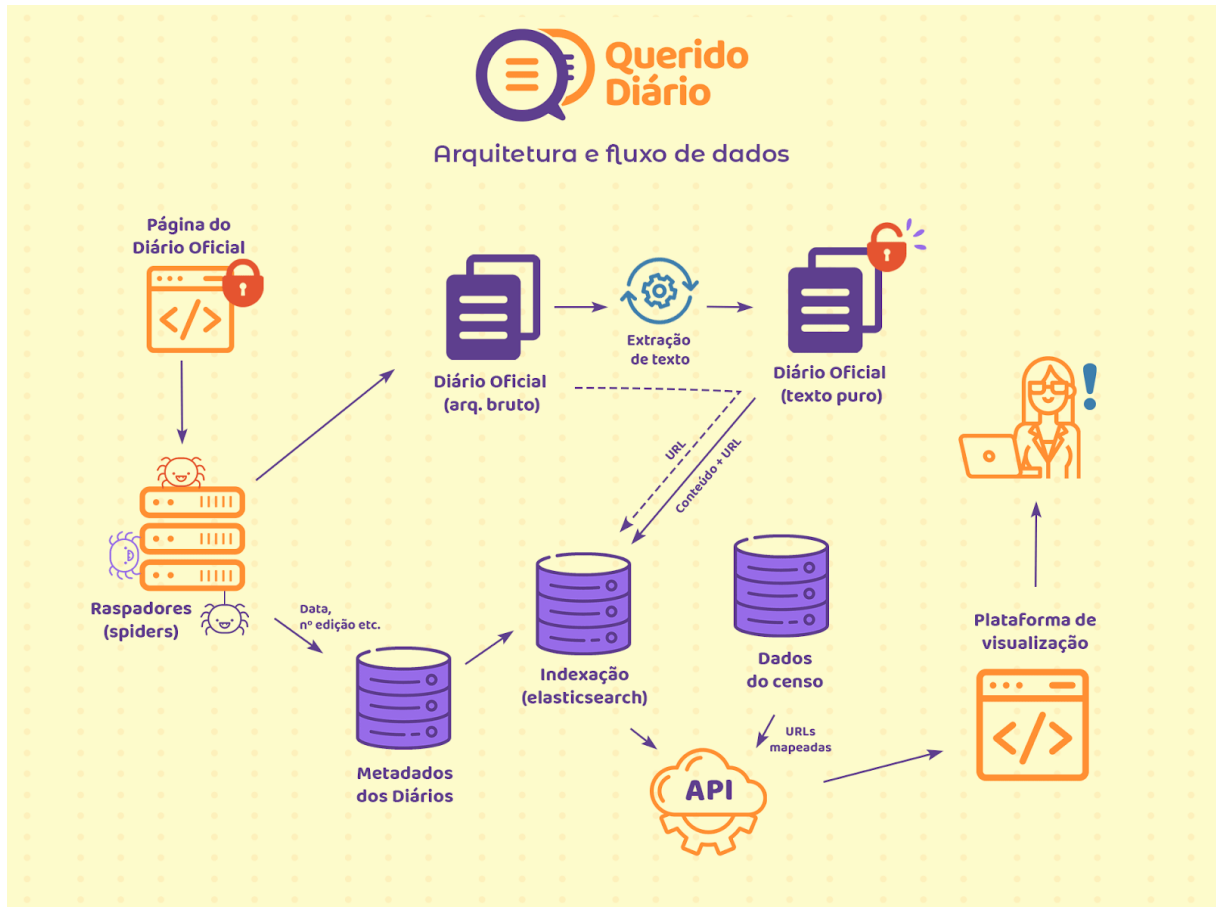 Querido
Diário
Arquitetura e fluxo de dados
Página do
Diário Oficial
Extração
de texto
Diário Oficial
(arq. bruto)
Diário Oficial
(texto puro)
URL
Conteúdo + URL
Raspadores
(spiders)
Data,
nº edição etc.
Indexação
(elasticsearch)
Dados
do censo
Plataforma de
visualização
URLs
mapeadas
Metadados
dos Diários
API